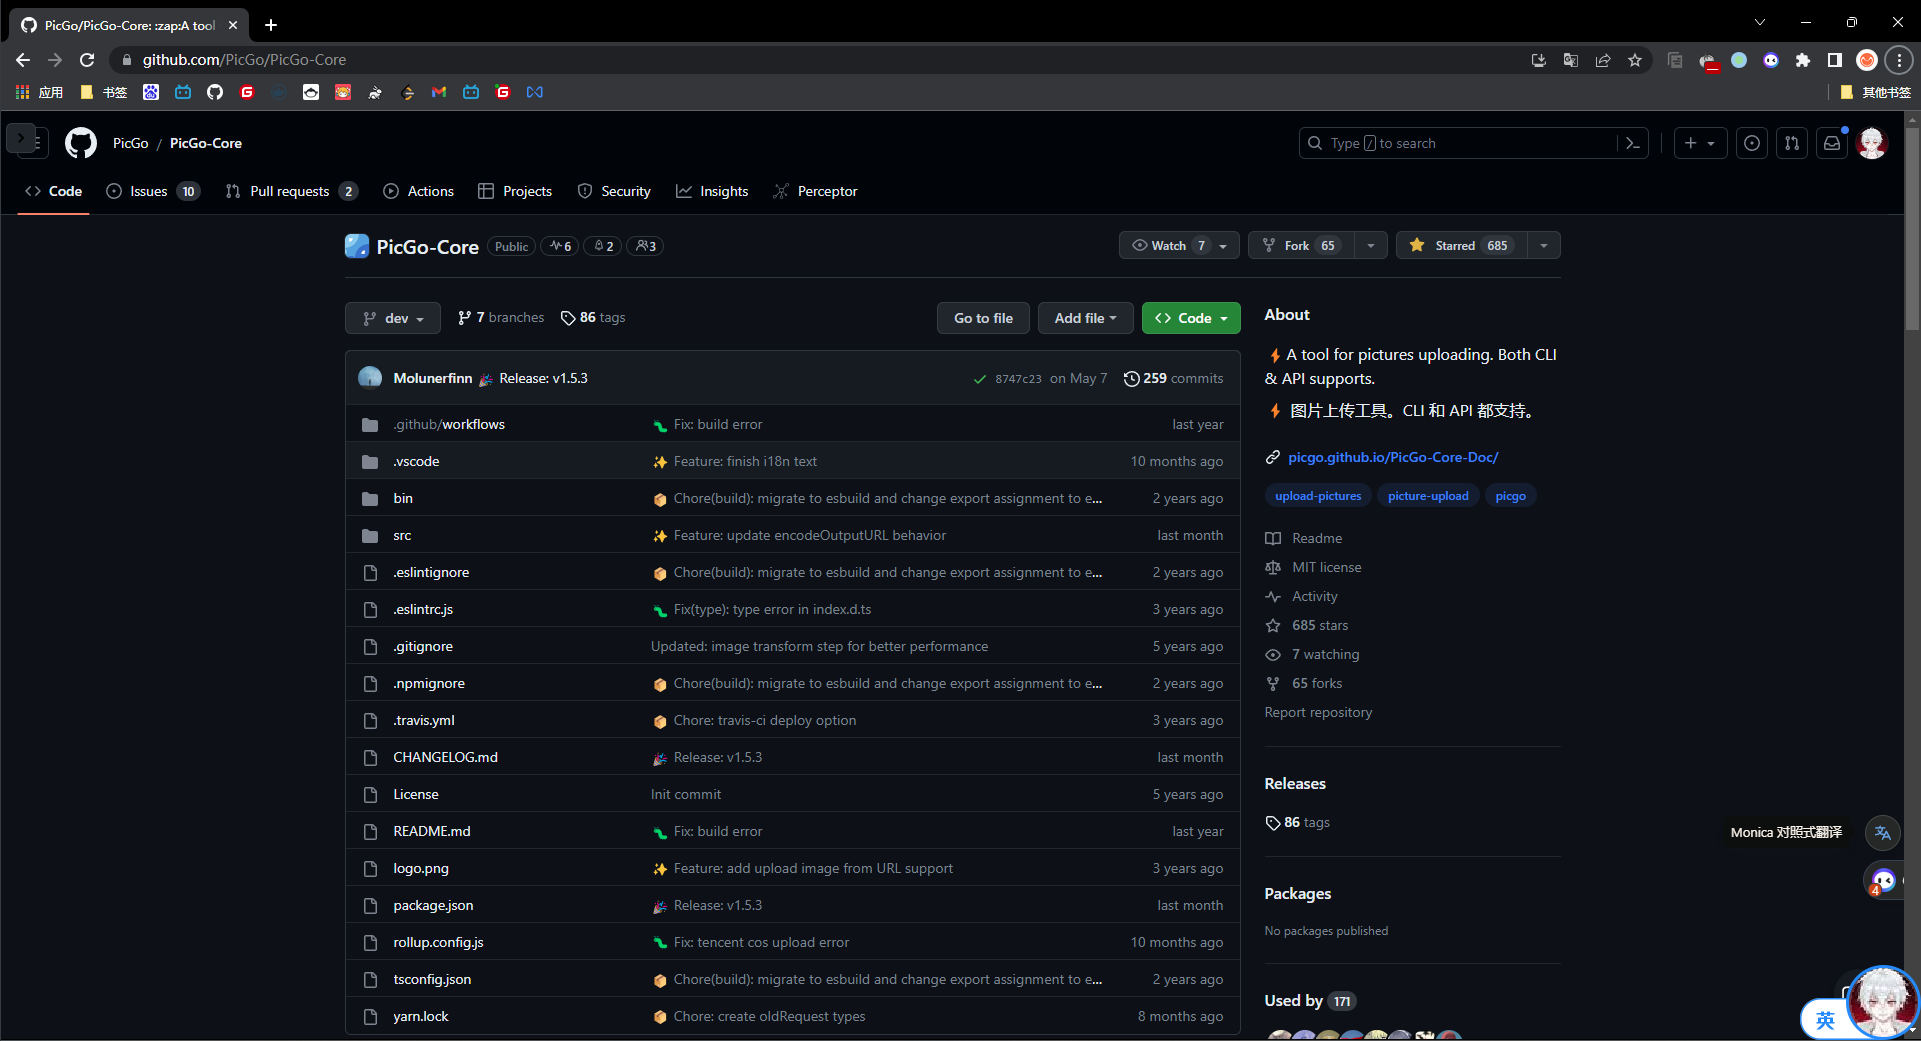 PicGo/PicGo-Core: :zap:A tool
github.com/PicGo/PicGo-Core
应用 书签 其他书签
PicGo / PicGo-Core Type / to search
Code Issues 10 Pull requests 2 Actions Projects Security Insights Perceptor
PicGo-Core Public 6 2 3 Watch 7 Fork 65 Starred 685
dev 7 branches 86 tags Go to file Add file Code
Molunerfinn Release: v1.5.3 8747c23 on May 7 259 commits
.github/workflows Fix: build error last year
.vscode Feature: finish i18n text 10 months ago
bin Chore(build): migrate to esbuild and change export assignment to e... 2 years ago
src Feature: update encodeOutputURL behavior last month
.eslintignore Chore(build): migrate to esbuild and change export assignment to e... 2 years ago
.eslintrc.js Fix(type): type error in index.d.ts 3 years ago
.gitignore Updated: image transform step for better performance 5 years ago
.npmignore Chore(build): migrate to esbuild and change export assignment to e... 2 years ago
.travis.yml Chore: travis-ci deploy option 3 years ago
CHANGELOG.md Release: v1.5.3 last month
License Init commit 5 years ago
README.md Fix: build error last year
logo.png Feature: add upload image from URL support 3 years ago
package.json Release: v1.5.3 last month
rollup.config.js Fix: tencent cos upload error 10 months ago
tsconfig.json Chore(build): migrate to esbuild and change export assignment to e... 2 years ago
yarn.lock Chore: create oldRequest types 8 months ago
About
A tool for pictures uploading. Both CLI
& API supports.
图片上传工具。CLI 和 API 都支持。
picgo.github.io/PicGo-Core-Doc/
upload-pictures picture-upload picgo
Readme
MIT license
Activity
685 stars
7 watching
65 forks
Report repository
Releases
86 tags
Packages
No packages published
Used by 171
Monica 对照式翻译
4
英